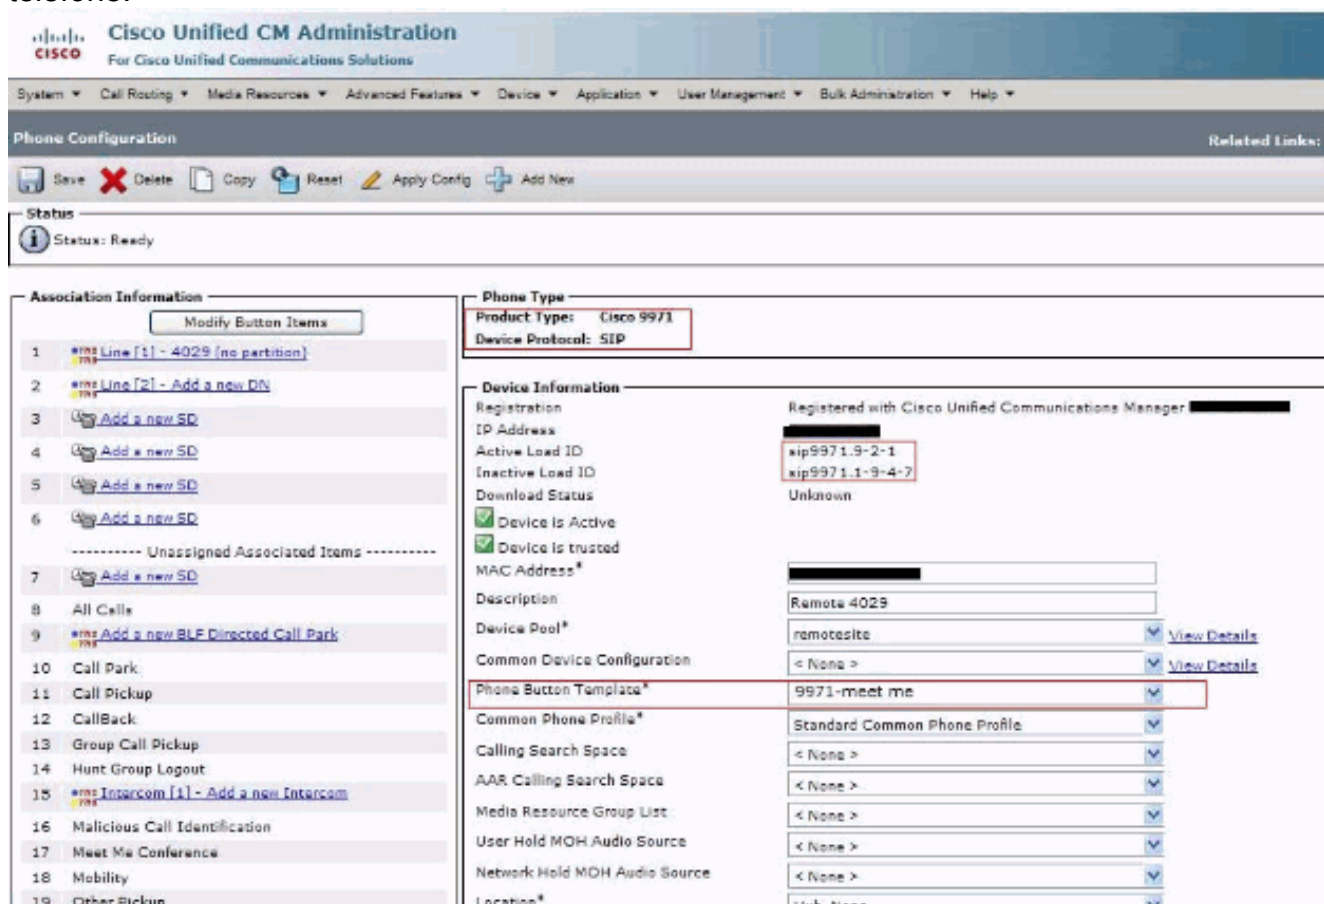 teléfono.
CISCO
Cisco Unified CM Administration
For Cisco Unified Communications Solutions
System Call Routing Media Resources Advanced Features Device Application User Management Bulk Administration Help
Phone Configuration
Related Links:
Save Delete Copy Reset Apply Config Add New
Status
Status: Ready
Association Information
Modify Button Items
1 Line [1] - 4029 (no partition)
2 Line [2] - Add a new DN
3 Add a new SD
4 Add a new SD
5 Add a new SD
6 Add a new SD
---------- Unassigned Associated Items ----------
7 Add a new SD
8 All Calls
9 Add a new BLF Directed Call Park
10 Call Park
11 Call Pickup
12 CallBack
13 Group Call Pickup
14 Hunt Group Logout
15 Intercom [1] - Add a new Intercom
16 Malicious Call Identification
17 Meet Me Conference
18 Mobility
19 Other Pickup
Phone Type
Product Type: Cisco 9971
Device Protocol: SIP
Device Information
Registration Registered with Cisco Unified Communications Manager
IP Address
Active Load ID sip9971.9-2-1
Inactive Load ID sip9971.1-9-4-7
Download Status Unknown
Device is Active
Device is trusted
MAC Address*
Description Remote 4029
Device Pool* remotesite View Details
Common Device Configuration < None > View Details
Phone Button Template* 9971-meet me
Common Phone Profile* Standard Common Phone Profile
Calling Search Space < None >
AAR Calling Search Space < None >
Media Resource Group List < None >
User Hold MOH Audio Source < None >
Network Hold MOH Audio Source < None >
Location*